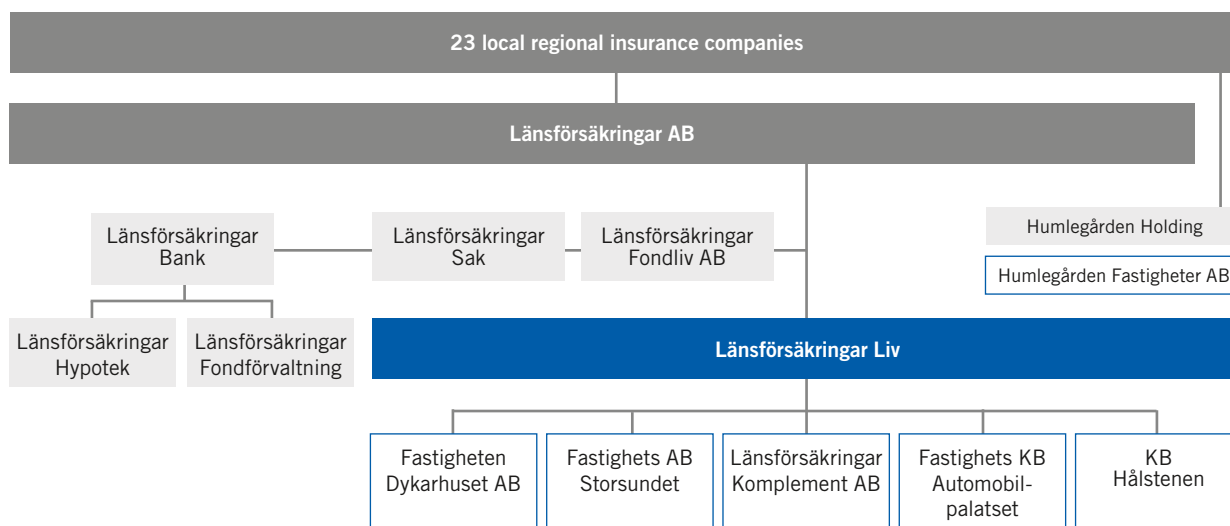 23 local regional insurance companies
Länsförsäkringar AB
Länsförsäkringar
Bank
Länsförsäkringar
Sak
Länsförsäkringar
Fondliv AB
Humlegården Holding
Humlegården Fastigheter AB
Länsförsäkringar
Hypotek
Länsförsäkringar
Fondförvaltning
Länsförsäkringar Liv
Fastigheten
Dykarhuset AB
Fastighets AB
Storsundet
Länsförsäkringar
Komplement AB
Fastighets KB
Automobil-
palatset
KB
Hålstenen